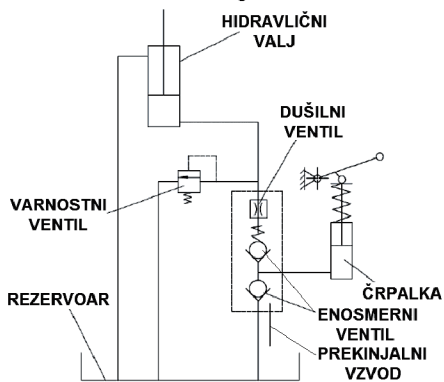 HIDRAVLIČNI
VALJ
DUŠILNI
VENTIL
VARNOSTNI
VENTIL
ČRPALKA
REZERVOAR
ENOSMERNI
VENTIL
PREKINJALNI
VZVOD